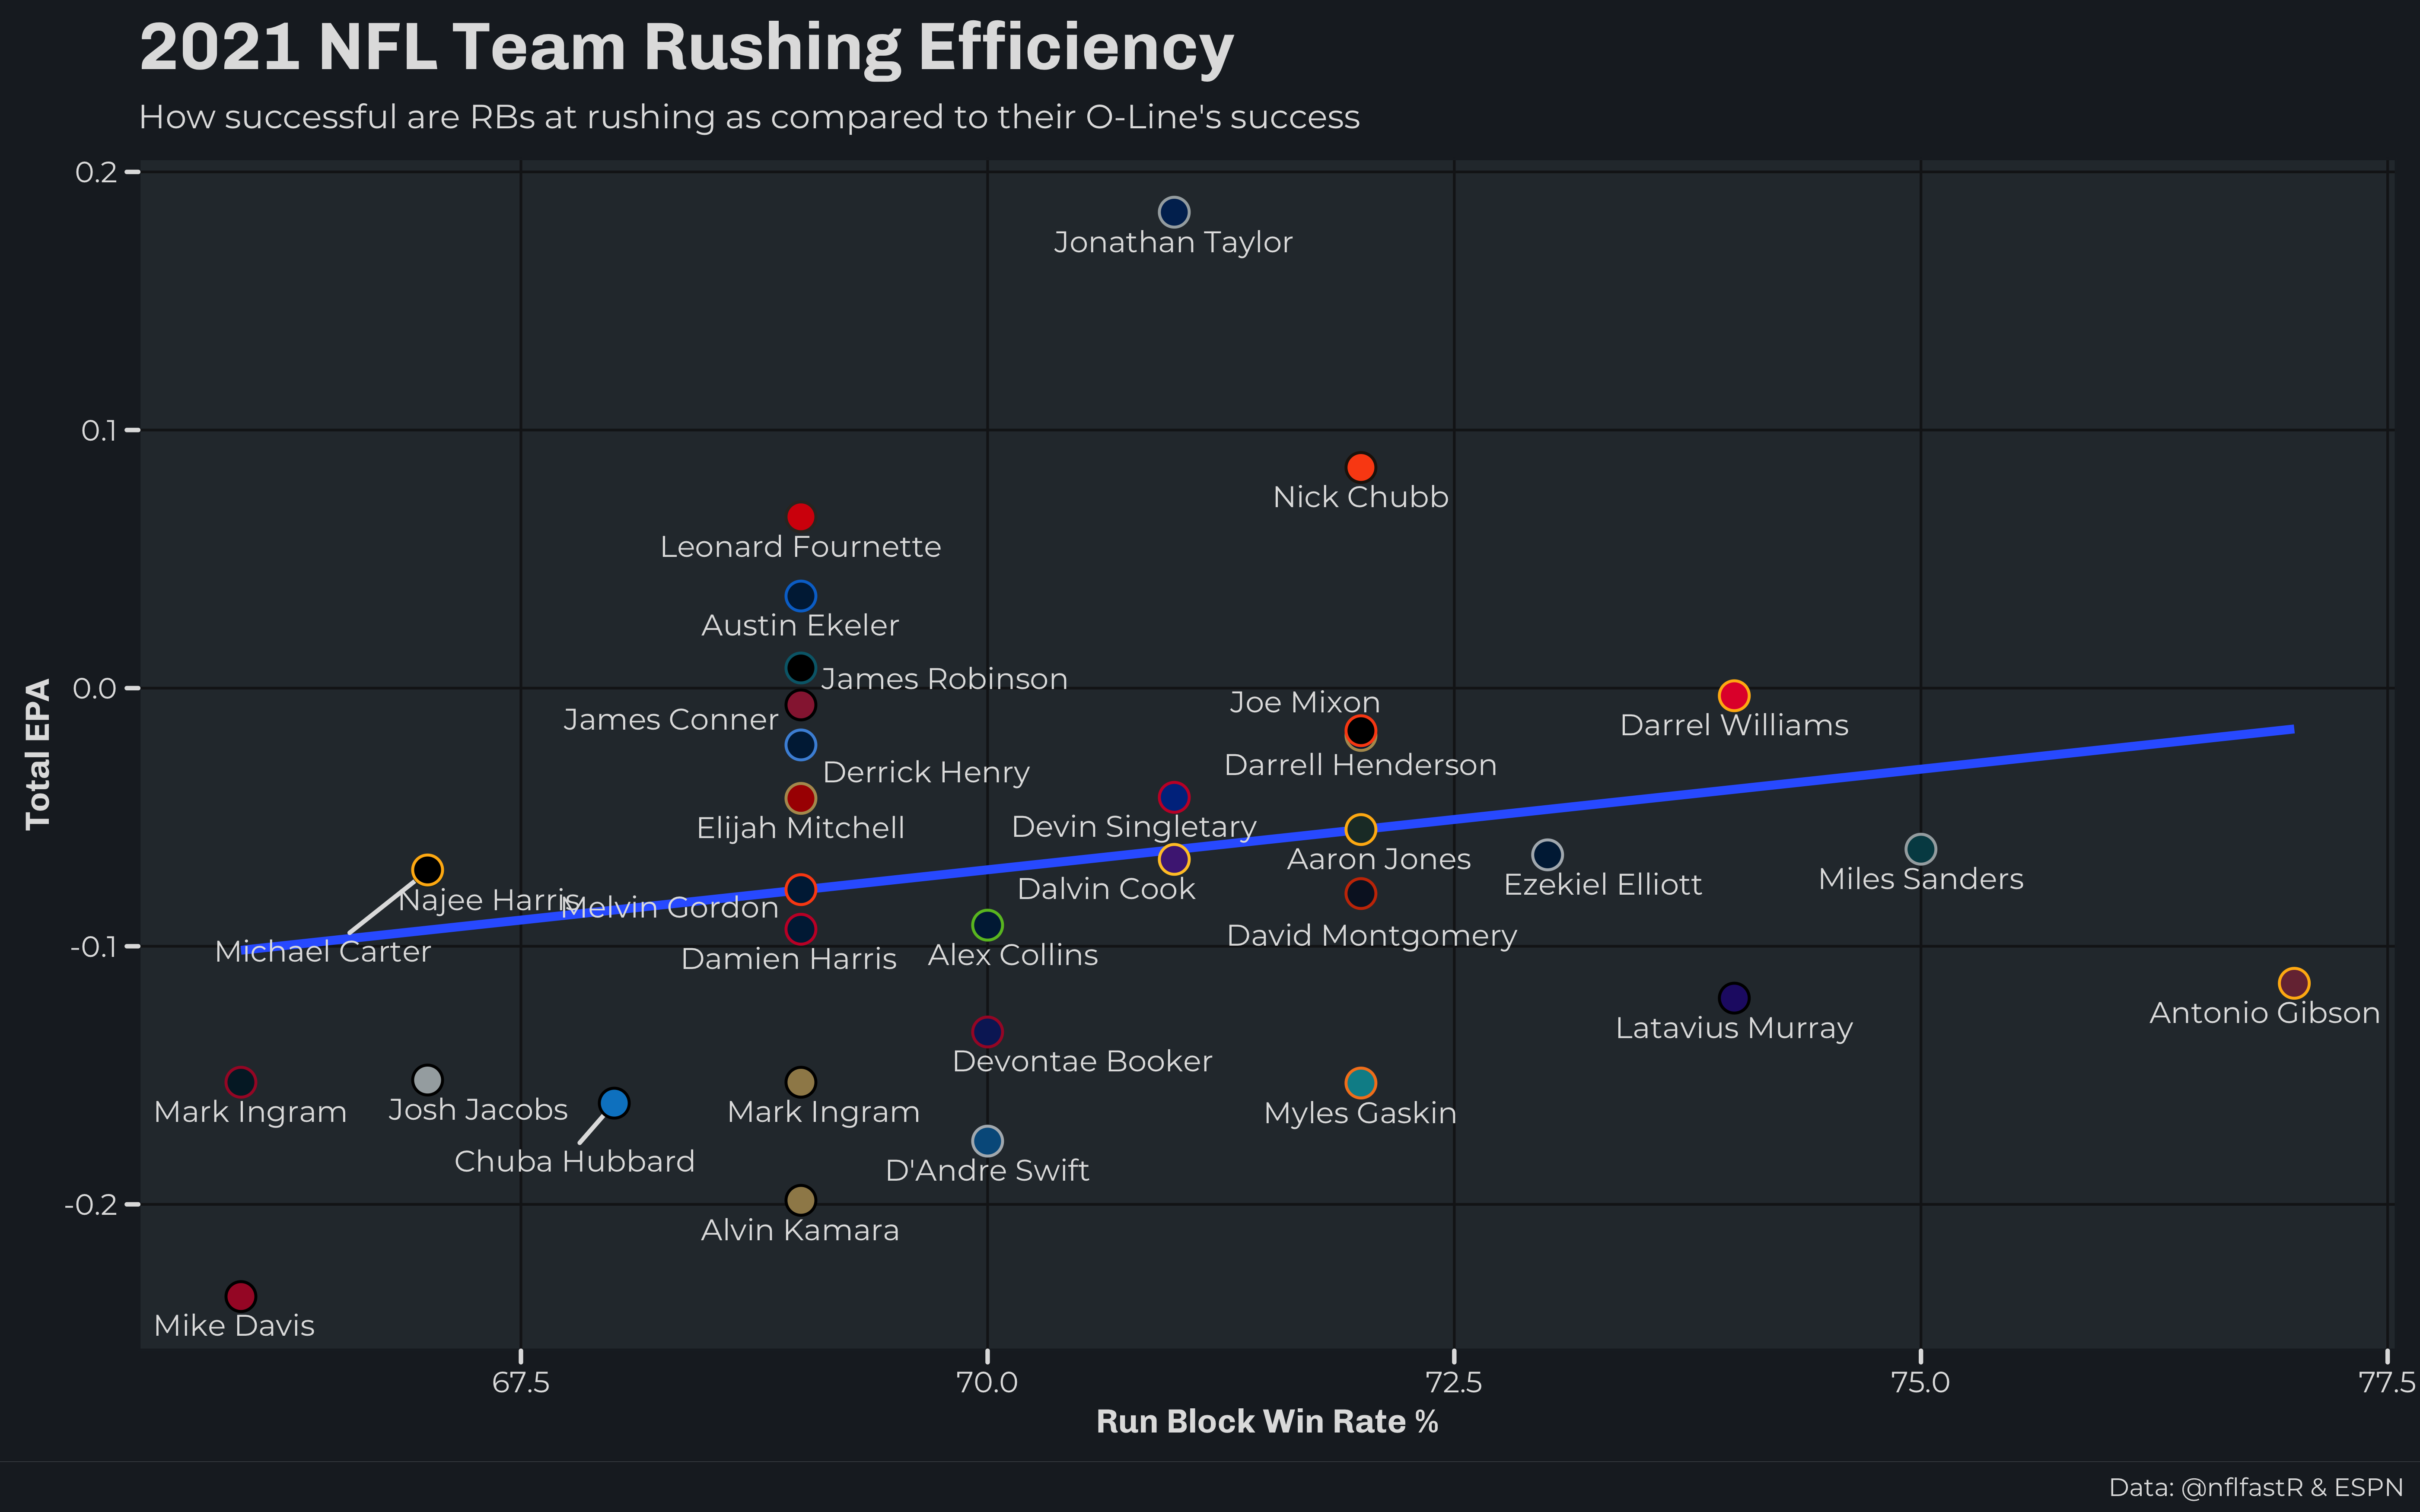 2021 NFL Team Rushing Efficiency
How successful are RBs at rushing as compared to their O-Line's success
Total EPA
0.2
0.1
0.0
-0.1
-0.2
Jonathan Taylor
Nick Chubb
Leonard Fournette
Austin Ekeler
James Robinson
James Conner
Joe Mixon
Darrel Williams
Derrick Henry
Darrell Henderson
Elijah Mitchell
Devin Singletary
Aaron Jones
Dalvin Cook
Ezekiel Elliott
Miles Sanders
Najee Harris
Melvin Gordon
David Montgomery
Michael Carter
Damien Harris
Alex Collins
Antonio Gibson
Latavius Murray
Devontae Booker
Mark Ingram
Josh Jacobs
Mark Ingram
Myles Gaskin
Chuba Hubbard
D'Andre Swift
Alvin Kamara
Mike Davis
67.5
70.0
72.5
75.0
77.5
Run Block Win Rate %
Data: @nflfastR & ESPN